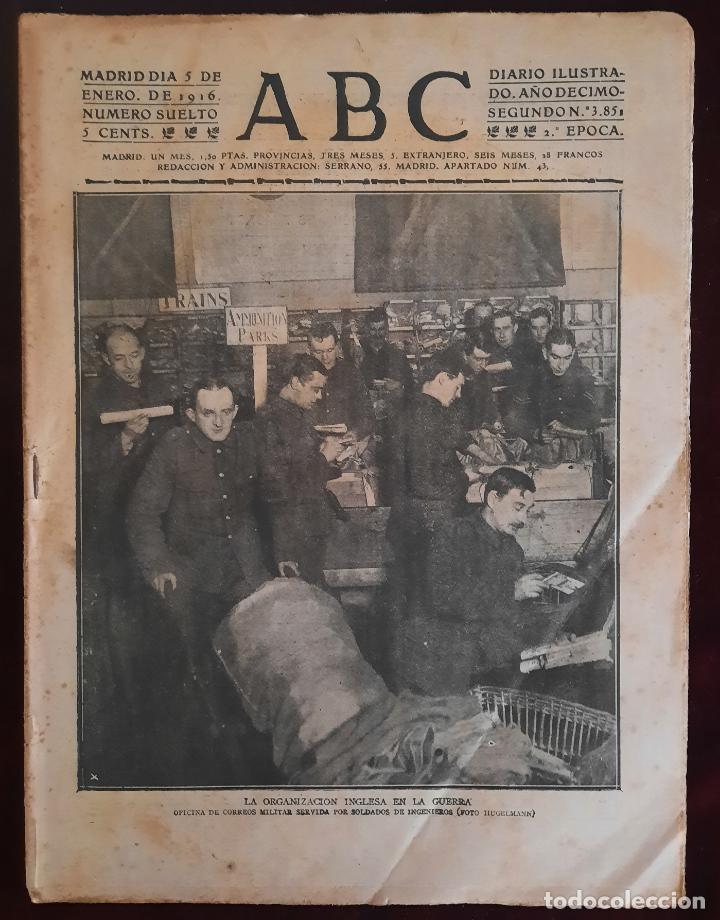 MADRID DIA 5 DE
ENERO. DE 1916.
NUMERO SUELTO
5 CENTS.
ABC
DIARIO ILUSTRA-
DO. AÑO DECIMO-
SEGUNDO N.º 3.851
2.ª EPOCA.
MADRID. UN MES, 1,50 PTAS. PROVINCIAS, TRES MESES, 5. EXTRANJERO, SEIS MESES, 28 FRANCOS
REDACCION Y ADMINISTRACION: SERRANO, 55. MADRID. APARTADO NUM. 43.
TRAINS
AMMUNITION
PARKS
X
LA ORGANIZACION INGLESA EN LA GUERRA
OFICINA DE CORREOS MILITAR SERVIDA POR SOLDADOS DE INGENIEROS (FOTO HUGELMANN)
todocoleccion